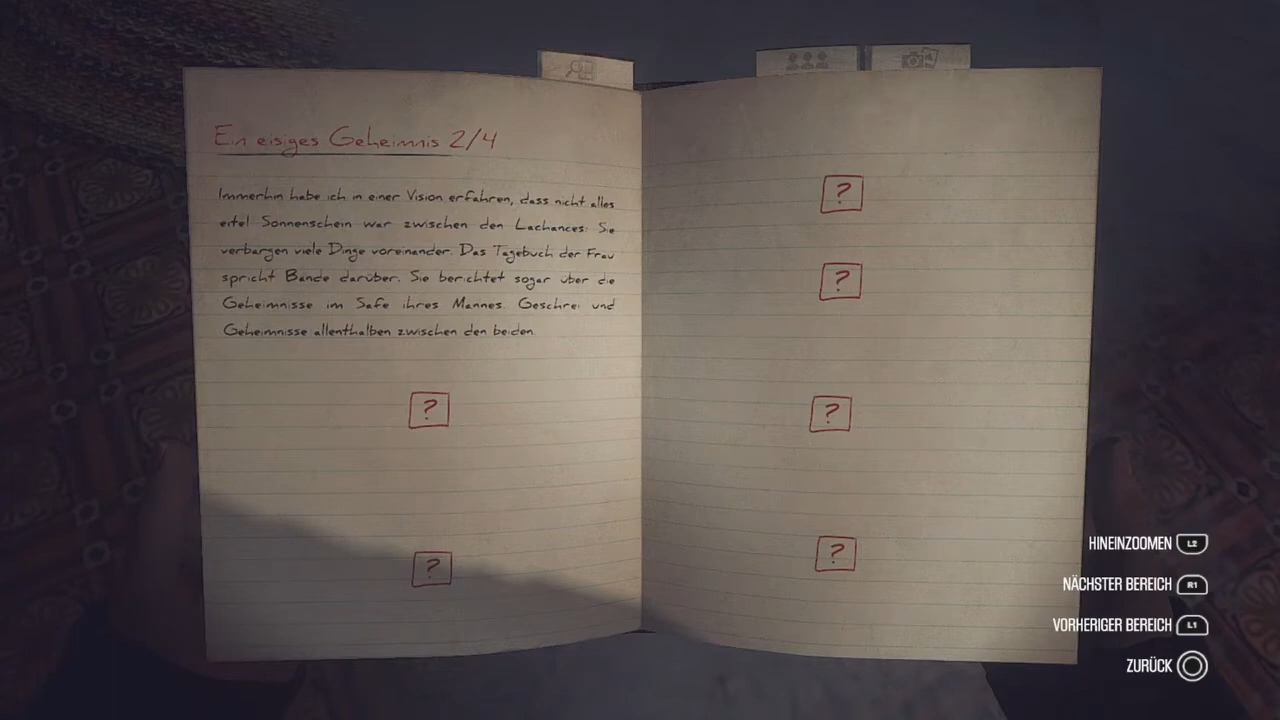 Ein eisiges Geheimnis 2/4
Immerhin habe ich in einer Vision erfahren, dass nicht alles
eitel Sonnenschein war zwischen den Lachances: Sie
verbargen viele Dinge voreinander. Das Tagebuch der Frau
spricht Bände darüber. Sie berichtet sogar über die
Geheimnisse im Safe ihres Mannes. Geschrei und
Geheimnisse allenthalben zwischen den beiden.
?
?
?
?
?
?
HINEINZOOMEN L2
NÄCHSTER BEREICH R1
VORHERIGER BEREICH L1
ZURÜCK